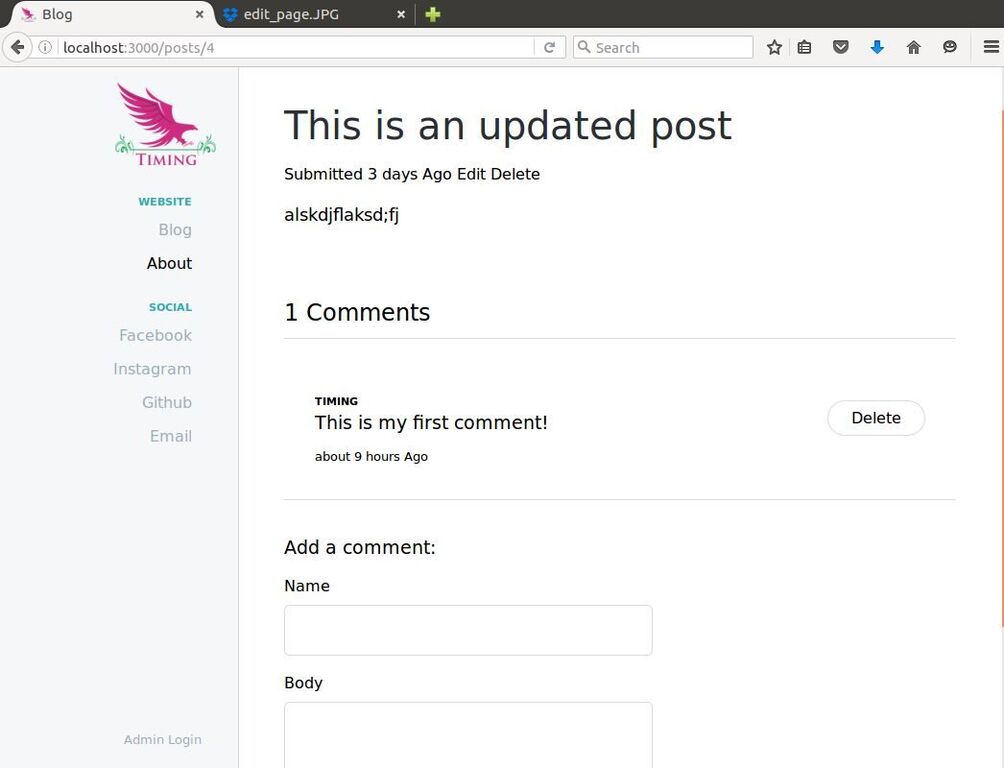 Blog
edit_page.JPG
localhost:3000/posts/4
Search
TIMING
WEBSITE
Blog
About
SOCIAL
Facebook
Instagram
Github
Email
Admin Login
This is an updated post
Submitted 3 days Ago Edit Delete
alskdjflaksd;fj
1 Comments
TIMING
This is my first comment!
about 9 hours Ago
Delete
Add a comment:
Name
Body